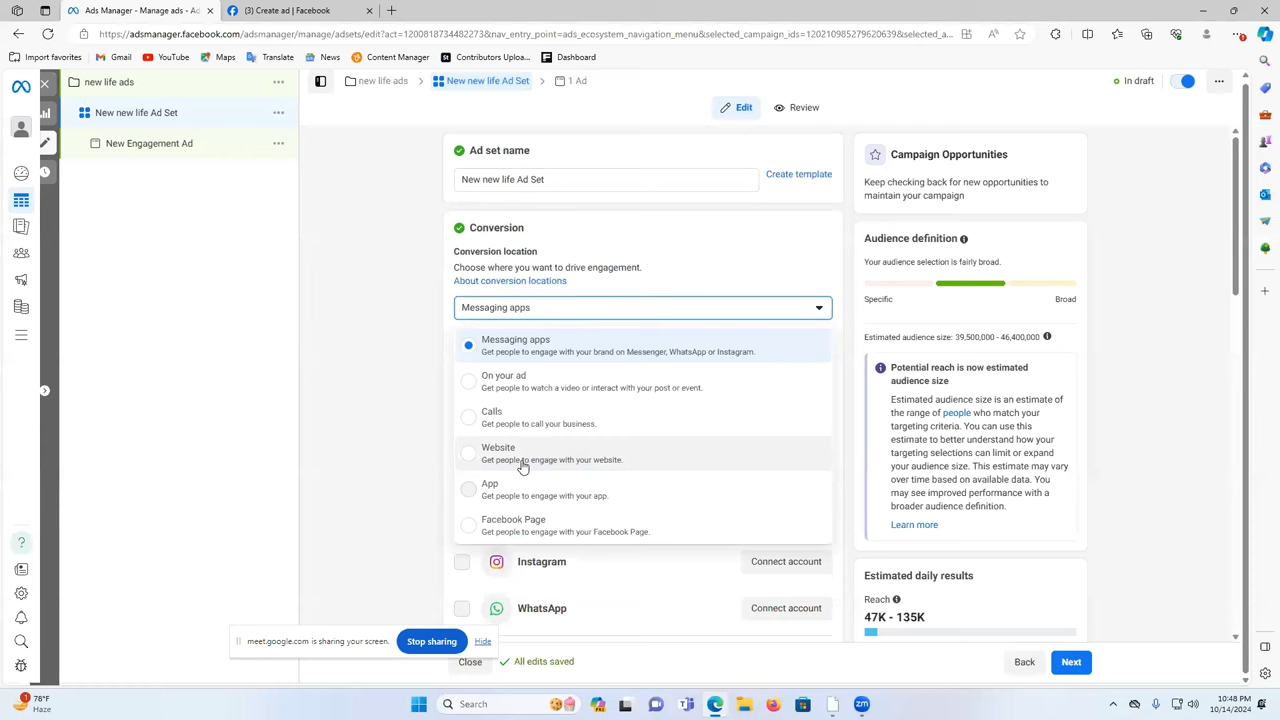 Ads Manager - Manage ads - Ads
(3) Create ad | Facebook
https://adsmanager.facebook.com/adsmanager/manage/adsets/edit?act=1200818734482273&nav_entry_point=ads_ecosystem_navigation_menu&selected_campaign_ids=120210985279620639&selected_a...
Import favorites
Gmail
YouTube
Maps
Translate
News
Content Manager
Contributors Uploa...
Dashboard
new life ads
New new life Ad Set
New Engagement Ad
new life ads
New new life Ad Set
1 Ad
In draft
Edit
Review
Ad set name
New new life Ad Set
Create template
Conversion
Conversion location
Choose where you want to drive engagement.
About conversion locations
Messaging apps
Messaging apps
Get people to engage with your brand on Messenger, WhatsApp or Instagram.
On your ad
Get people to watch a video or interact with your post or event.
Calls
Get people to call your business.
Website
Get people to engage with your website.
App
Get people to engage with your app.
Facebook Page
Get people to engage with your Facebook Page.
Instagram
Connect account
WhatsApp
Connect account
Campaign Opportunities
Keep checking back for new opportunities to
maintain your campaign
Audience definition
Your audience selection is fairly broad.
Specific
Broad
Estimated audience size: 39,500,000 - 46,400,000
Potential reach is now estimated
audience size
Estimated audience size is an estimate of
the range of people who match your
targeting criteria. You can use this
estimate to better understand how your
targeting selections can limit or expand
your audience size. This estimate may vary
over time based on available data. You
may see improved performance with a
broader audience definition.
Learn more
Estimated daily results
Reach
47K - 135K
meet.google.com is sharing your screen.
Stop sharing
Hide
Close
All edits saved
Back
Next
78°F
Haze
Search
10:48 PM
10/14/2024